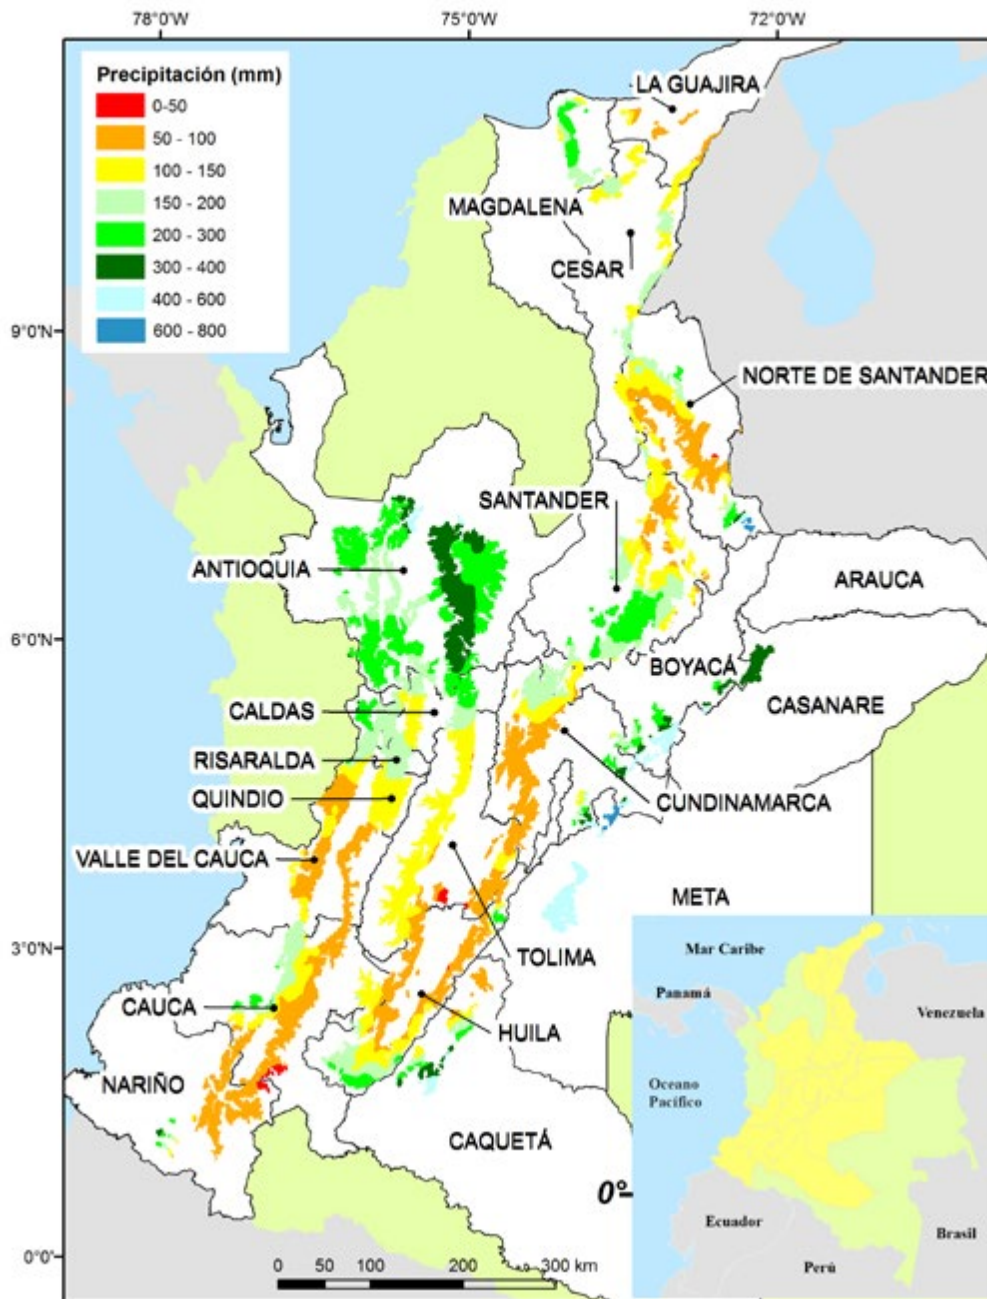 78°0'W
75°0'W
72°0'W
Precipitación (mm)
0-50
50 - 100
100 - 150
150 - 200
200 - 300
300 - 400
400 - 600
600 - 800
LA GUAJIRA
MAGDALENA
CESAR
9°0'N
NORTE DE SANTANDER
SANTANDER
ANTIOQUIA
ARAUCA
6°0'N
BOYACÁ
CASANARE
CALDAS
RISARALDA
QUINDIO
CUNDINAMARCA
VALLE DEL CAUCA
META
3°0'N
TOLIMA
CAUCA
HUILA
NARIÑO
CAQUETÁ
0°
0°0'
0 50 100 200 300 km
Mar Caribe
Panamá
Venezuela
Oceano
Pacífico
Ecuador
Brasil
Perú